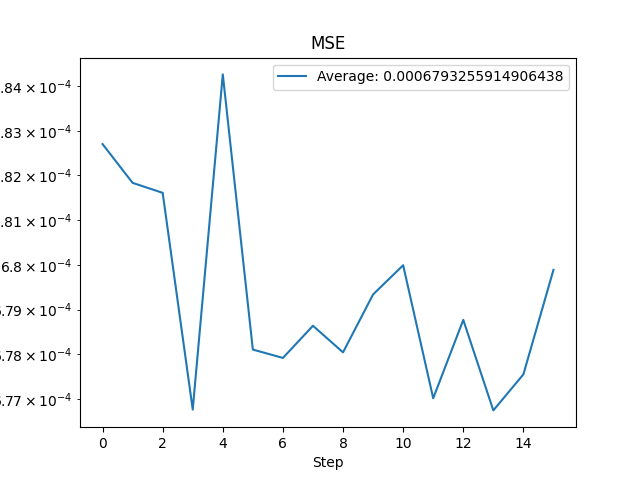 MSE
Average: 0.0006793255914906438
.84 × 10⁻⁴
.83 × 10⁻⁴
.82 × 10⁻⁴
.81 × 10⁻⁴
6.8 × 10⁻⁴
.79 × 10⁻⁴
.78 × 10⁻⁴
.77 × 10⁻⁴
0 2 4 6 8 10 12 14
Step